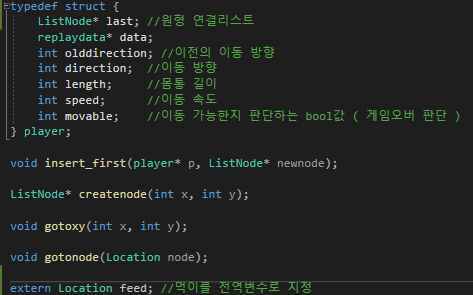 typedef struct {
ListNode* last; //원형 연결리스트
replaydata* data;
int olddirection; //이전의 이동 방향
int direction; //이동 방향
int length; //몸통 길이
int speed; //이동 속도
int movable; //이동 가능한지 판단하는 bool값 ( 게임오버 판단 )
} player;
void insert_first(player* p, ListNode* newnode);
ListNode* createnode(int x, int y);
void gotoxy(int x, int y);
void gotonode(Location node);
extern Location feed; //먹이를 전역변수로 지정